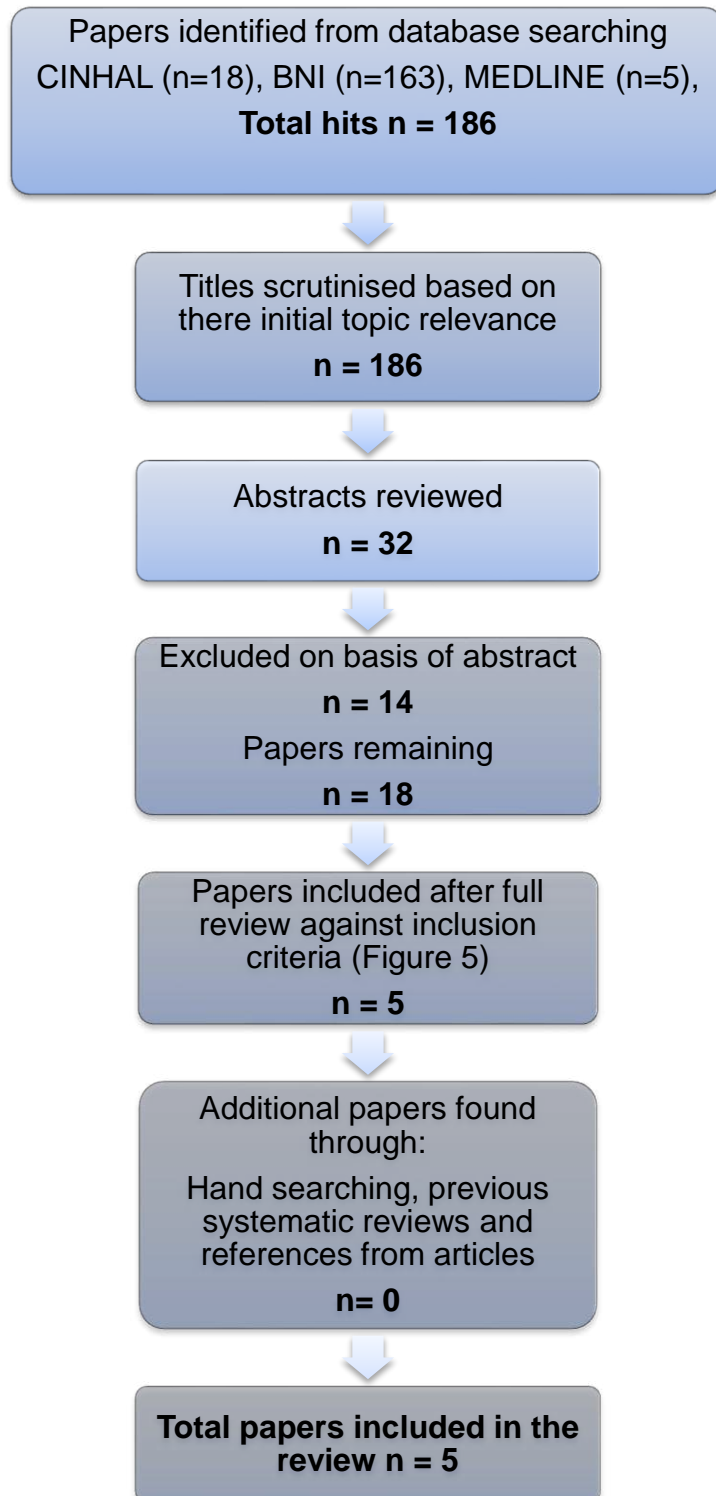 Papers identified from database searching
CINHAL (n=18), BNI (n=163), MEDLINE (n=5),
Total hits n = 186
Titles scrutinised based on
there initial topic relevance
n = 186
Abstracts reviewed
n = 32
Excluded on basis of abstract
n = 14
Papers remaining
n = 18
Papers included after full
review against inclusion
criteria (Figure 5)
n = 5
Additional papers found
through:
Hand searching, previous
systematic reviews and
references from articles
n= 0
Total papers included in the
review n = 5